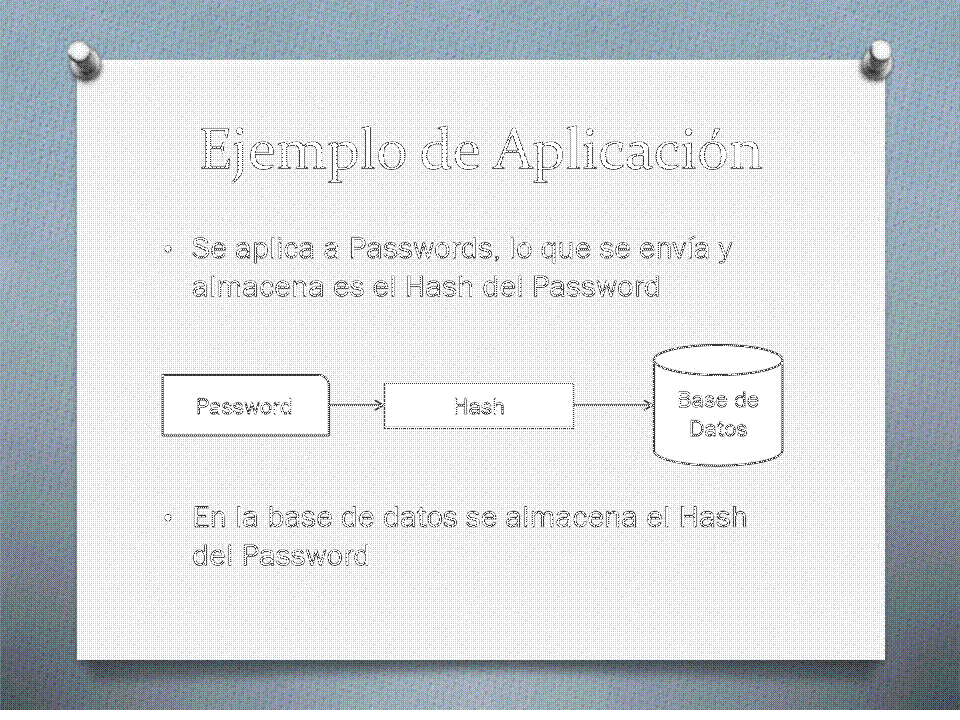 Ejemplo de Aplicación
• Se aplica a Passwords, lo que se envía y
almacena es el Hash del Password
Password
Hash
Base de
Datos
• En la base de datos se almacena el Hash
del Password